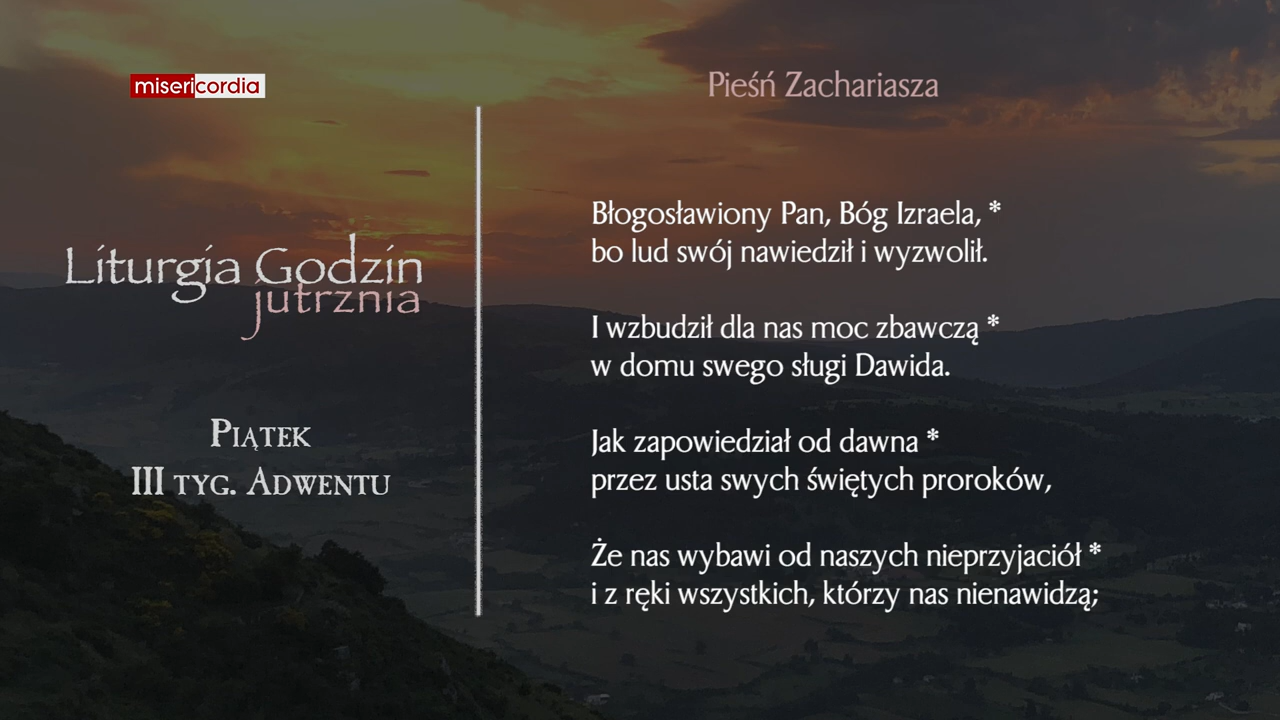 misericordia
Liturgia Godzin
jutrznia
Piątek
III tyg. Adwentu
Pieśń Zachariasza
Błogosławiony Pan, Bóg Izraela, *
bo lud swój nawiedził i wyzwolił.
I wzbudził dla nas moc zbawczą *
w domu swego sługi Dawida.
Jak zapowiedział od dawna *
przez usta swych świętych proroków,
Że nas wybawi od naszych nieprzyjaciół *
i z ręki wszystkich, którzy nas nienawidzą;